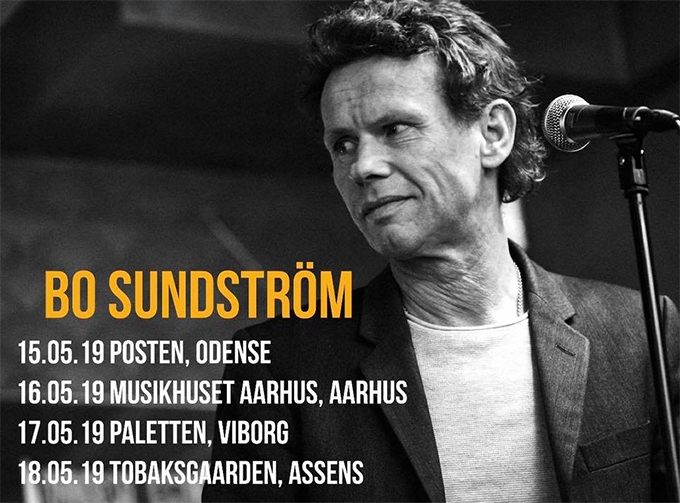 BO SUNDSTRÖM
15.05.19 POSTEN, ODENSE
16.05.19 MUSIKHUSET AARHUS, AARHUS
17.05.19 PALETTEN, VIBORG
18.05.19 TOBAKSGAARDEN, ASSENS